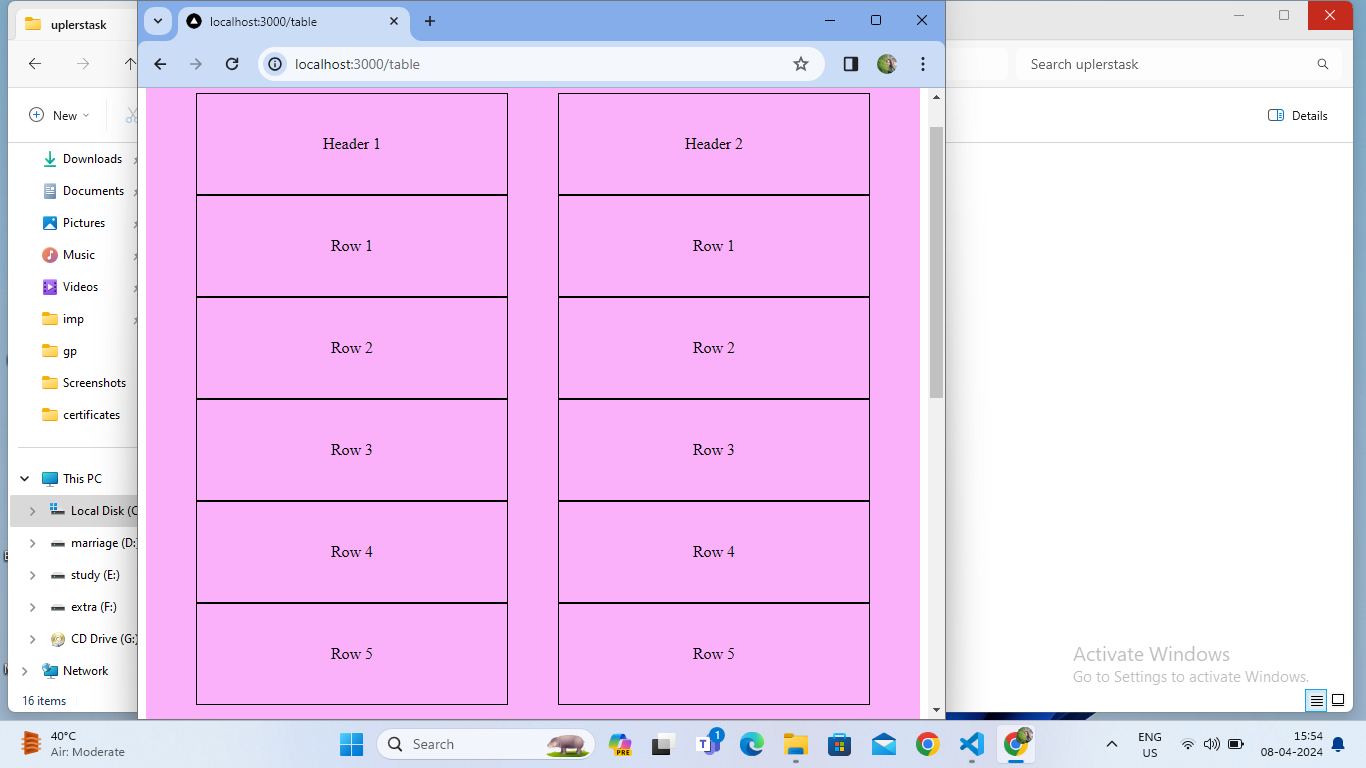 uplerstask
localhost:3000/table
localhost:3000/table
Search uplerstask
New
Details
Downloads
Documents
Pictures
Music
Videos
imp
gp
Screenshots
certificates
This PC
Local Disk (C
marriage (D:
study (E:)
extra (F:)
CD Drive (G:)
Network
16 items
Header 1
Header 2
Row 1
Row 1
Row 2
Row 2
Row 3
Row 3
Row 4
Row 4
Row 5
Row 5
Activate Windows
Go to Settings to activate Windows.
40°C
Air: Moderate
Search
PRE
1
ENG
US
15:54
08-04-2024